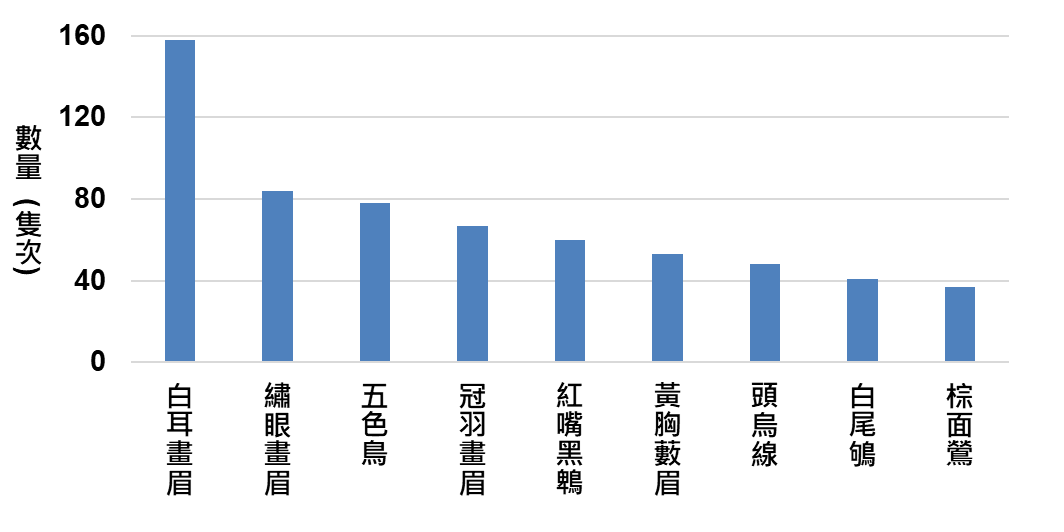 160
120
80
40
0
數量（隻次）
白耳畫眉
繡眼畫眉
五色鳥
冠羽畫眉
紅嘴黑鵯
黃胸藪眉
頭烏線
白尾鴝
棕面鶯